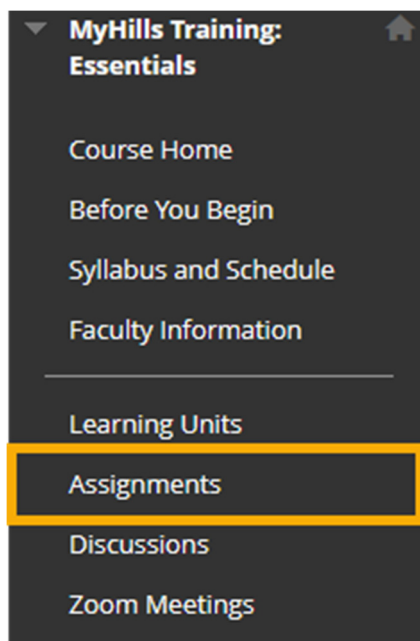 MyHills Training:
Essentials
Course Home
Before You Begin
Syllabus and Schedule
Faculty Information
Learning Units
Assignments
Discussions
Zoom Meetings